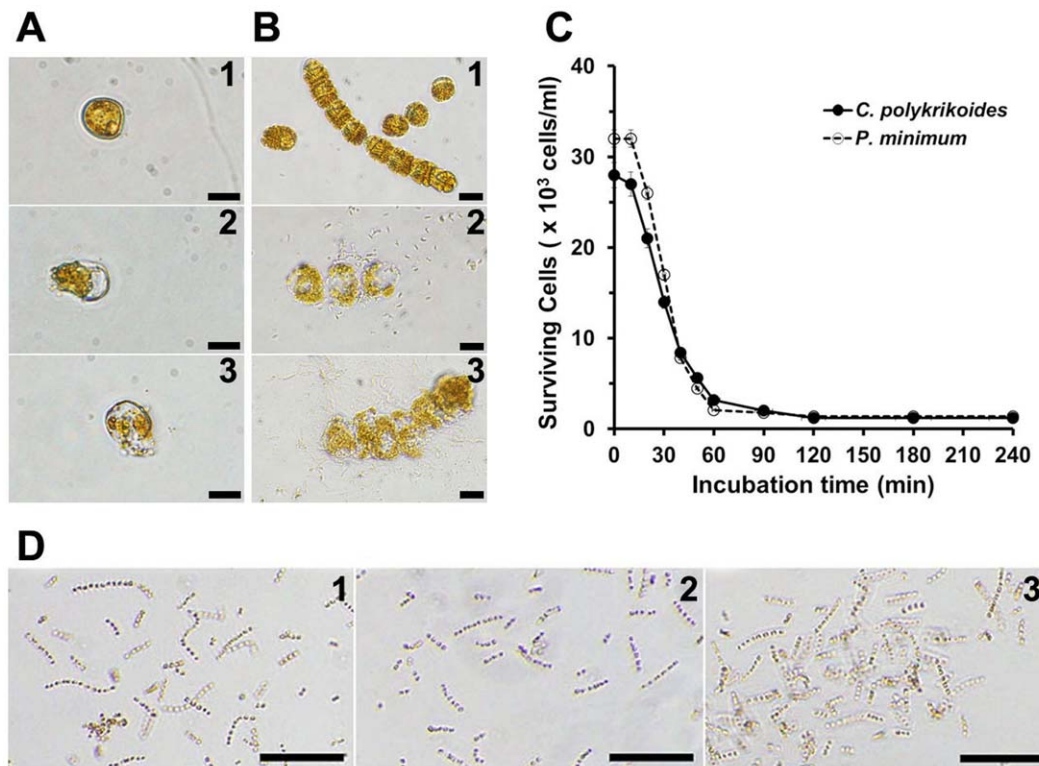 A
B
C
1
2
3
1
2
3
Surviving Cells ( x 10³ cells/ml)
40
30
20
10
0
C. polykrikoides
P. minimum
0 30 60 90 120 150 180 210 240
Incubation time (min)
D
1
2
3